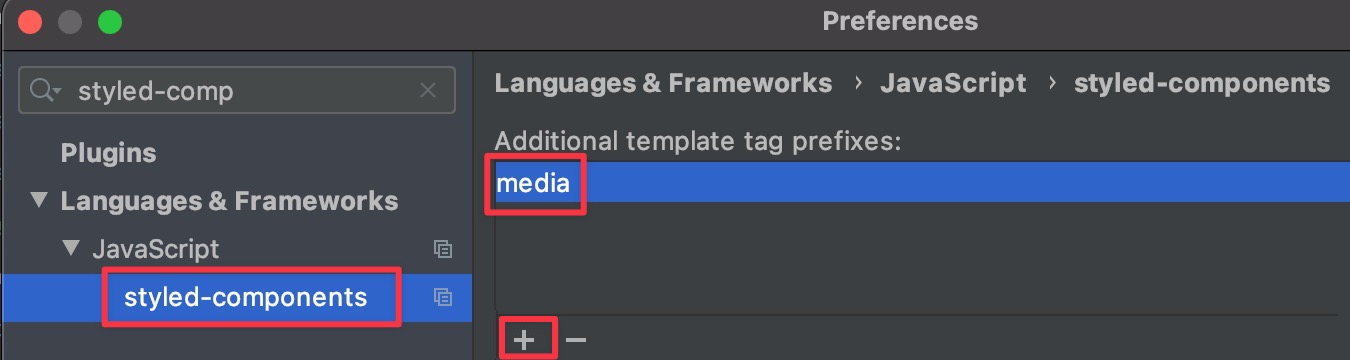 Preferences
styled-comp
Plugins
Languages & Frameworks
JavaScript
styled-components
Languages & Frameworks › JavaScript › styled-components
Additional template tag prefixes:
media